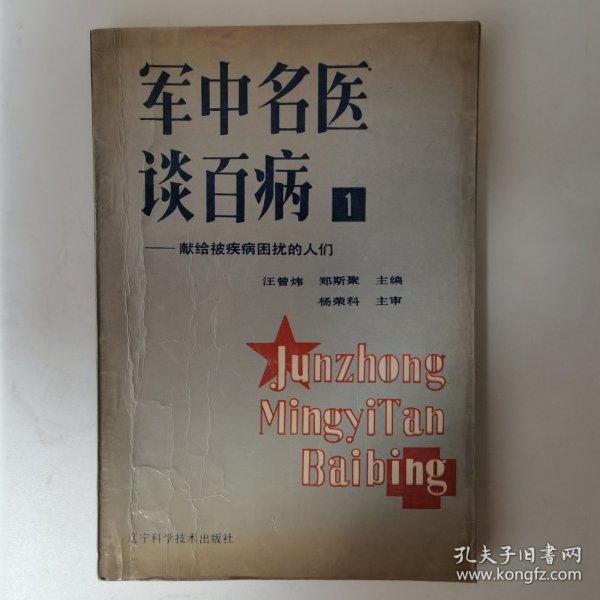 军中名医
谈百病 1
——献给被疾病困扰的人们
汪曾炜 郑斯聚 主编
杨荣科 主审
Junzhong
MingyiTan
Baibing
辽宁科学技术出版社
孔夫子旧书网
www.kongfz.com